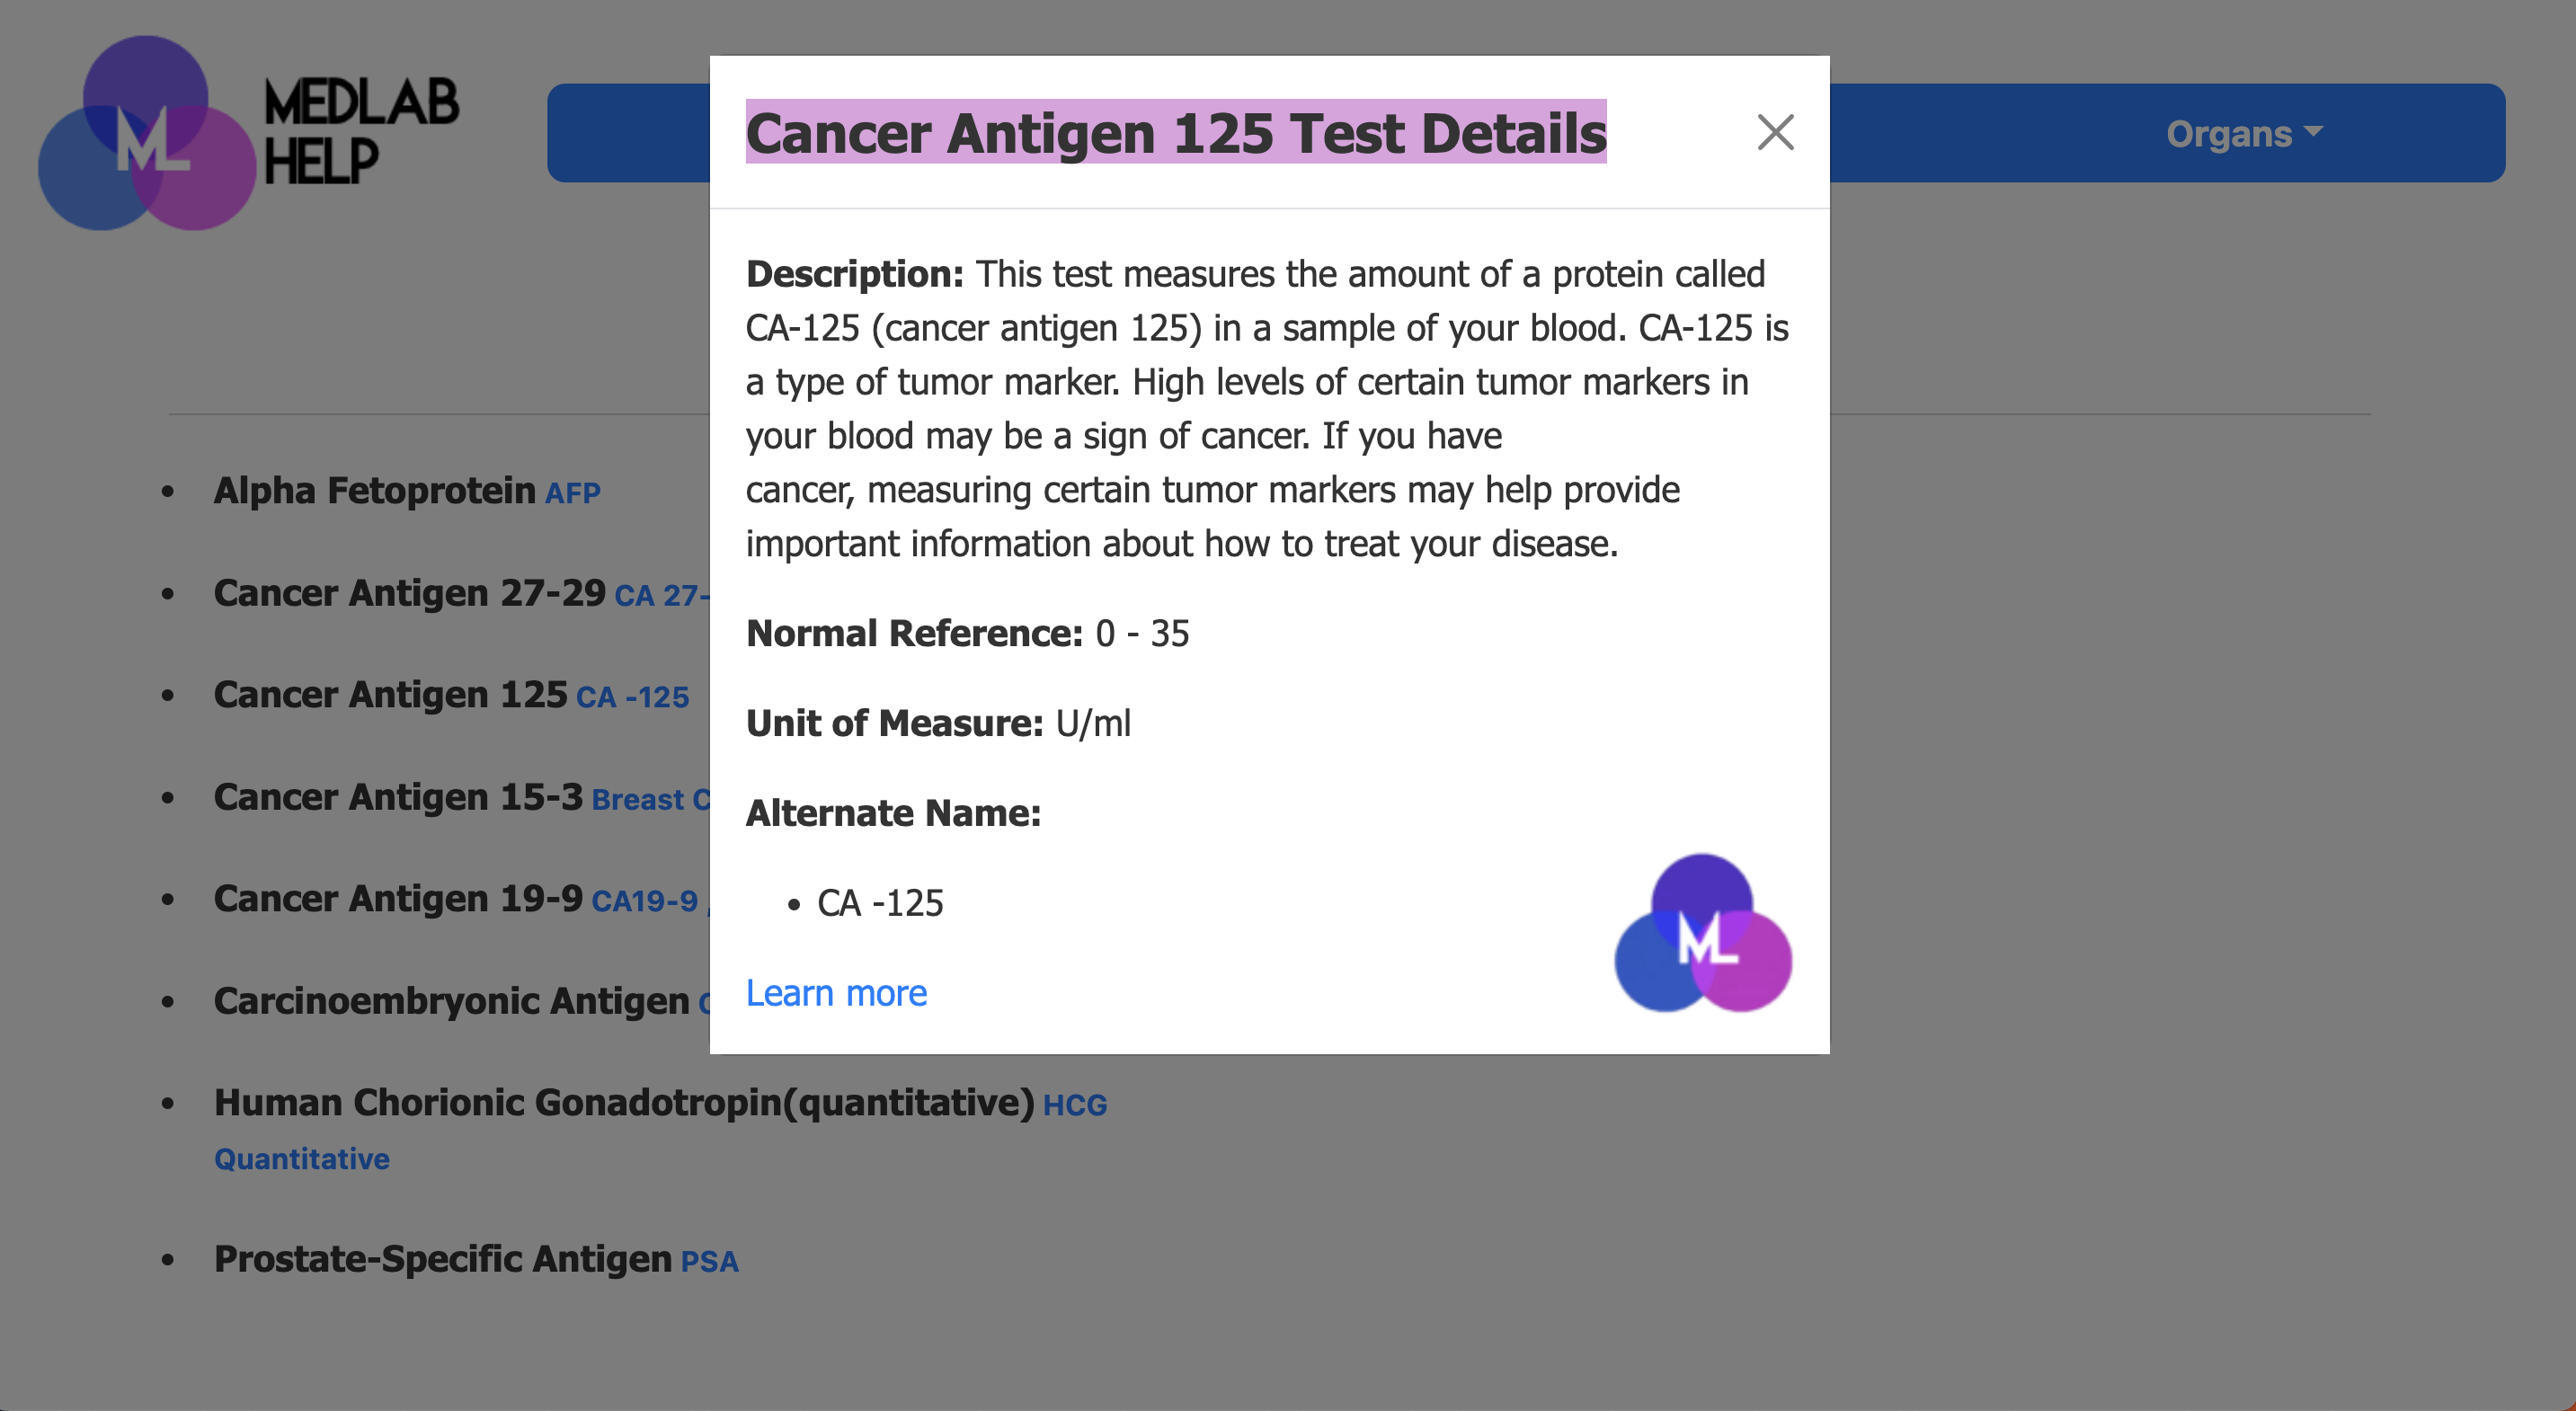 MEDLAB
HELP
Organs
Cancer Antigen 125 Test Details
Description: This test measures the amount of a protein called
CA-125 (cancer antigen 125) in a sample of your blood. CA-125 is
a type of tumor marker. High levels of certain tumor markers in
your blood may be a sign of cancer. If you have
cancer, measuring certain tumor markers may help provide
important information about how to treat your disease.
Normal Reference: 0 - 35
Unit of Measure: U/ml
Alternate Name:
• CA -125
Learn more
ML
• Alpha Fetoprotein AFP
• Cancer Antigen 27-29 CA 27-
• Cancer Antigen 125 CA -125
• Cancer Antigen 15-3 Breast
• Cancer Antigen 19-9 CA19-9 ,
• Carcinoembryonic Antigen
• Human Chorionic Gonadotropin(quantitative) HCG
Quantitative
• Prostate-Specific Antigen PSA
ML